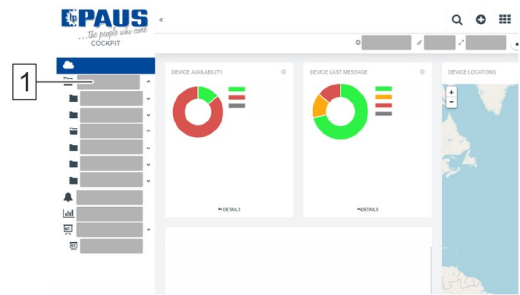 PAUS
...the people who care
COCKPIT
«
1
DEVICE AVAILABILITY
DEVICE LAST MESSAGE
DEVICE LOCATIONS
+
-
DETAILS
DETAILS